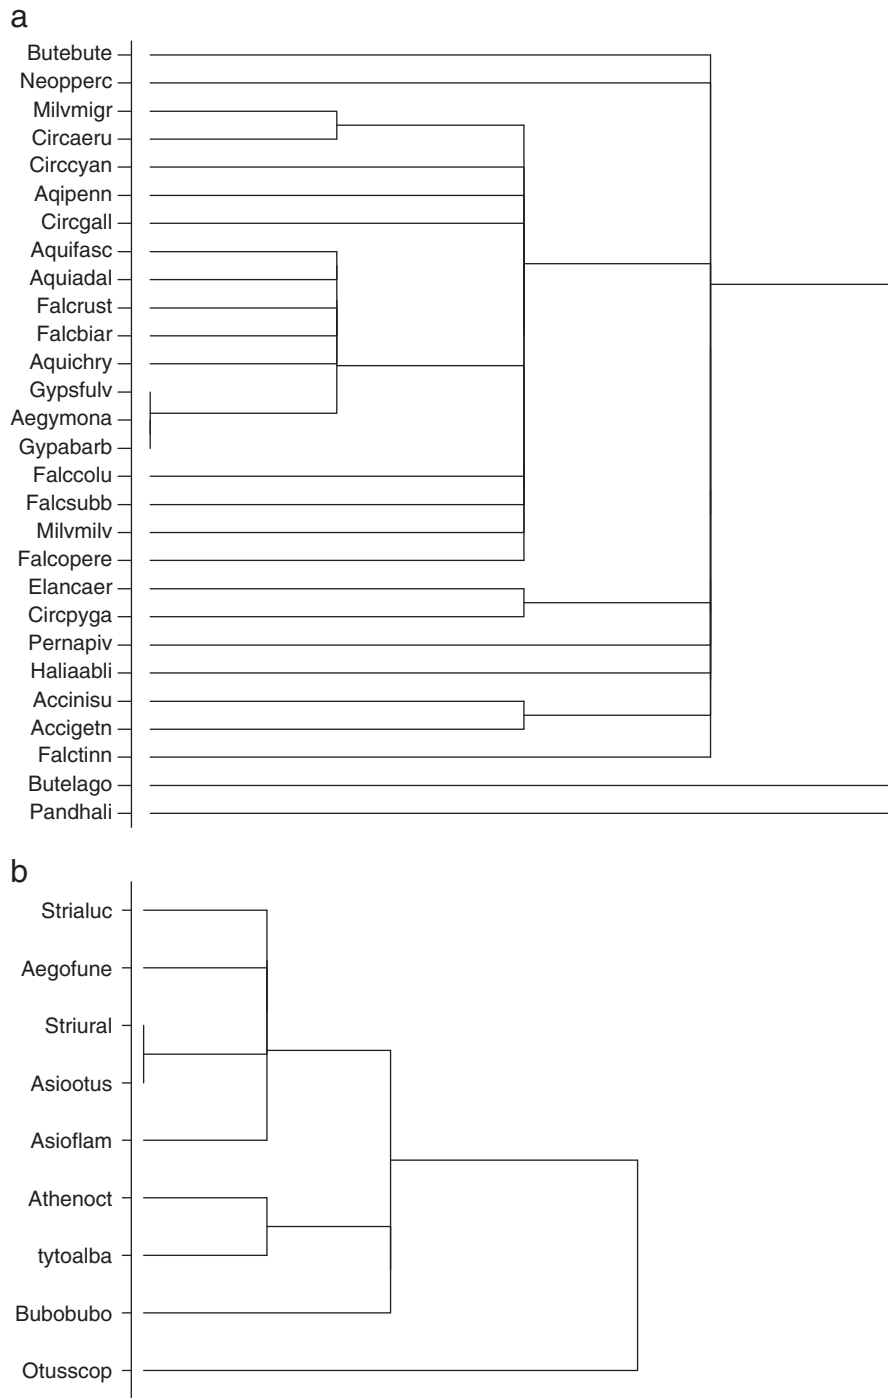 a
Butebute
Neopperc
Milvmigr
Circaeru
Circcyan
Aqipenn
Circgall
Aquifasc
Aquiadal
Falcrust
Falcbiar
Aquichry
Gypsfulv
Aegymona
Gypabarb
Falccolu
Falcsubb
Milvmilv
Falcopere
Elancaer
Circpyga
Pernapiv
Haliaabli
Accinisu
Accigetn
Falctinn
Butelago
Pandhali
b
Strialuc
Aegofune
Striural
Asiootus
Asioflam
Athenoct
tytoalba
Bubobubo
Otusscop